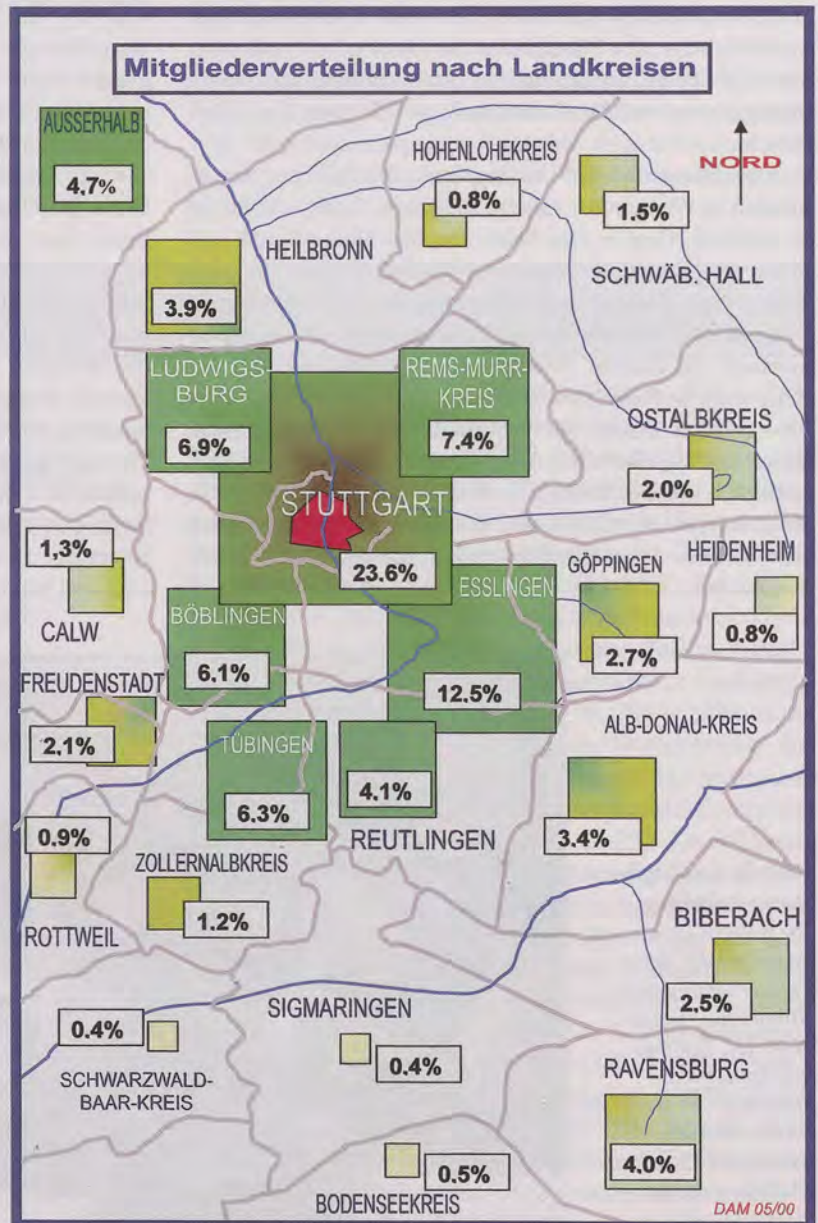 Mitgliederverteilung nach Landkreisen
AUSSERHALB
4.7%
NORD
HOHENLOHEKREIS
0.8%
1.5%
SCHWÄB. HALL
HEILBRONN
3.9%
LUDWIGS-
BURG
6.9%
REMS-MURR-
KREIS
7.4%
OSTALBKREIS
2.0%
STUTTGART
23.6%
1,3%
CALW
BÖBLINGEN
6.1%
ESSLINGEN
12.5%
GÖPPINGEN
2.7%
HEIDENHEIM
0.8%
FREUDENSTADT
2,1%
TÜBINGEN
6.3%
4.1%
REUTLINGEN
ALB-DONAU-KREIS
3.4%
0.9%
ROTTWEIL
ZOLLERNALBKREIS
1.2%
BIBERACH
2.5%
0.4%
SCHWARZWALD-
BAAR-KREIS
SIGMARINGEN
0.4%
RAVENSBURG
4.0%
0.5%
BODENSEEKREIS
DAM 05/00